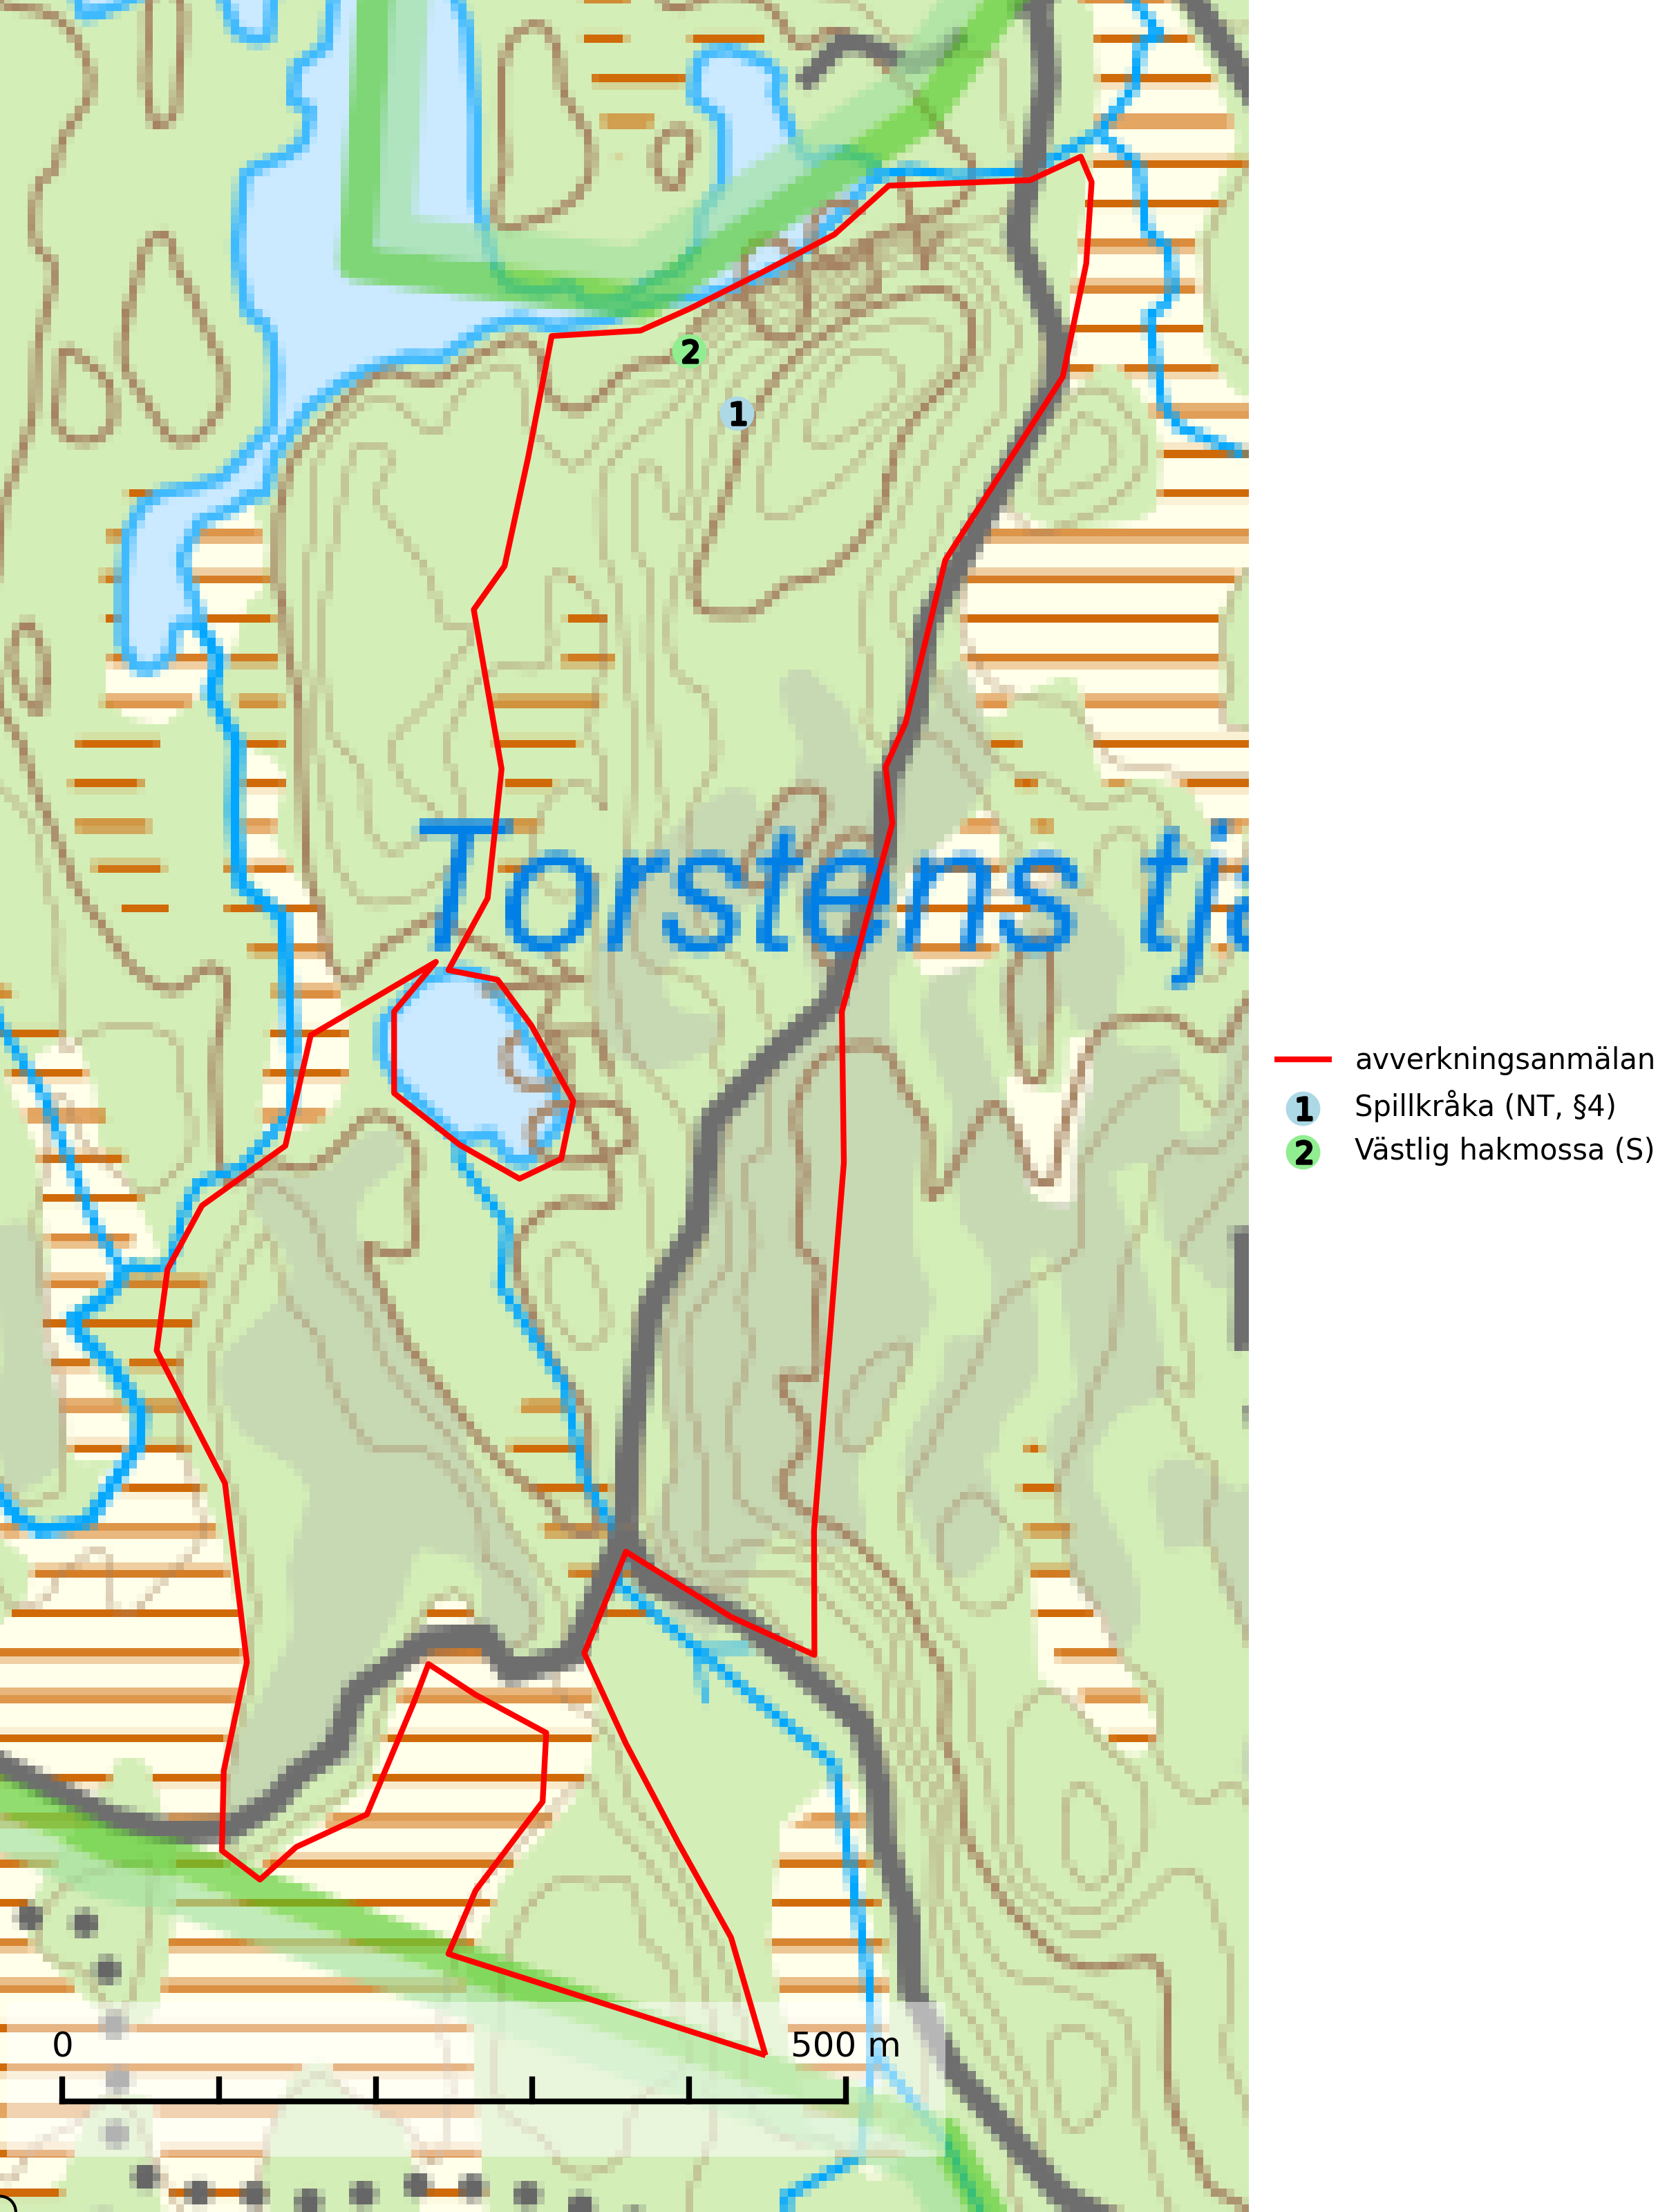 2
1
Torstens tj
avverkningsanmälan
1 Spillkråka (NT, §4)
2 Västlig hakmossa (S)
0 500 m